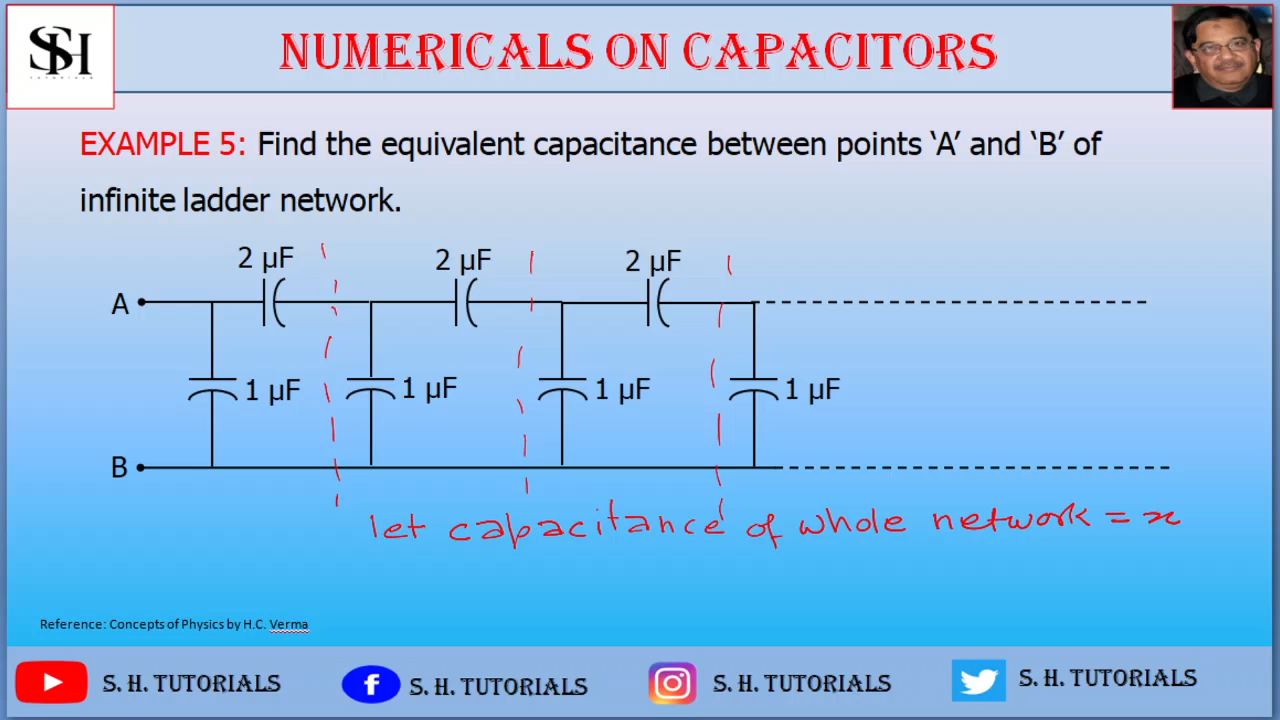 SH
TUTORIALS
NUMERICALS ON CAPACITORS
EXAMPLE 5: Find the equivalent capacitance between points ‘A’ and ‘B’ of
infinite ladder network.
2 µF 2 µF 2 µF
A
1 µF 1 µF 1 µF 1 µF
B
let capacitance of whole network = x
Reference: Concepts of Physics by H.C. Verma
S. H. TUTORIALS S. H. TUTORIALS S. H. TUTORIALS S. H. TUTORIALS